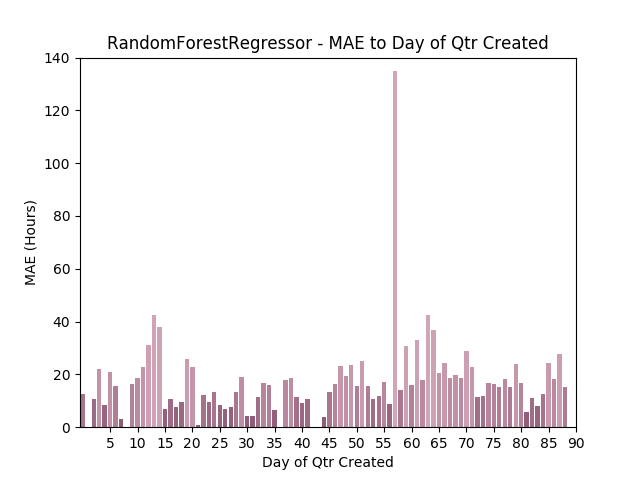 RandomForestRegressor - MAE to Day of Qtr Created
140
120
100
80
60
40
20
0
MAE (Hours)
5 10 15 20 25 30 35 40 45 50 55 60 65 70 75 80 85 90
Day of Qtr Created